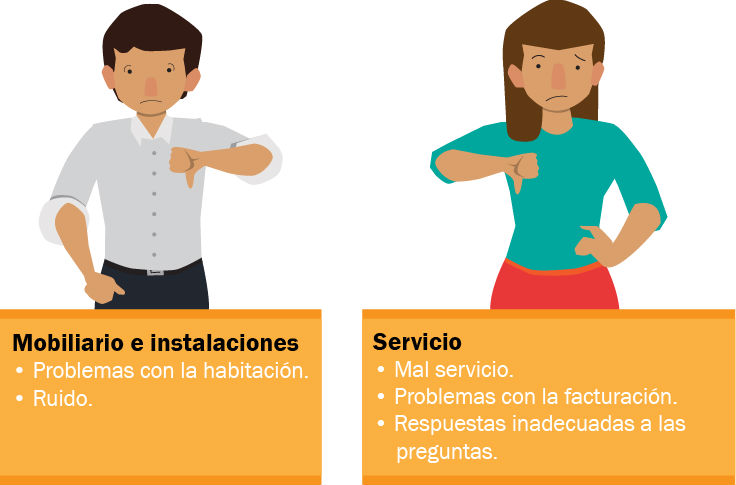 Mobiliario e instalaciones
• Problemas con la habitación.
• Ruido.
Servicio
• Mal servicio.
• Problemas con la facturación.
• Respuestas inadecuadas a las
preguntas.